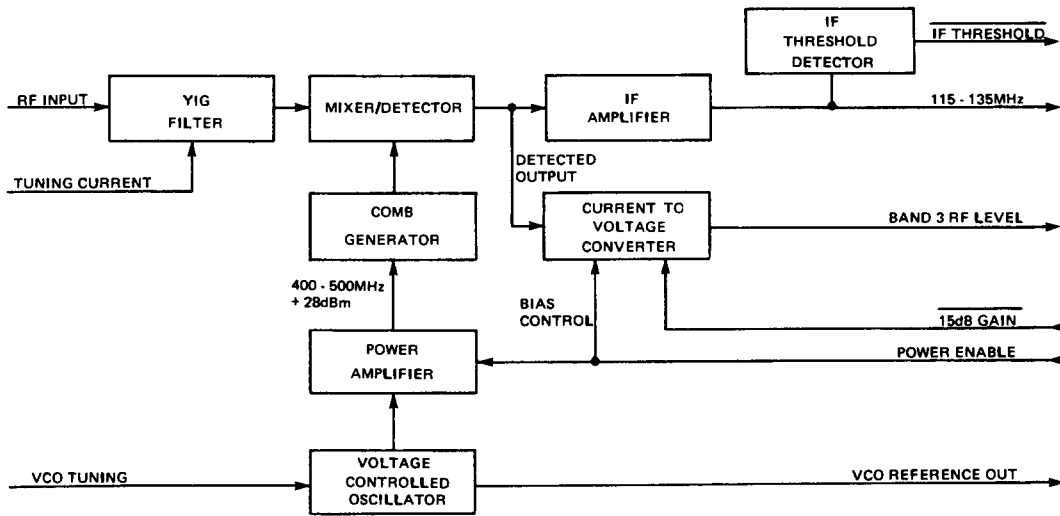 IF
THRESHOLD
DETECTOR
IF THRESHOLD
RF INPUT
YIG
FILTER
MIXER/DETECTOR
IF
AMPLIFIER
115 - 135MHz
TUNING CURRENT
DETECTED
OUTPUT
COMB
GENERATOR
CURRENT TO
VOLTAGE
CONVERTER
BAND 3 RF LEVEL
400 - 500MHz
+ 28dBm
BIAS
CONTROL
15dB GAIN
POWER
AMPLIFIER
POWER ENABLE
VCO TUNING
VOLTAGE
CONTROLLED
OSCILLATOR
VCO REFERENCE OUT